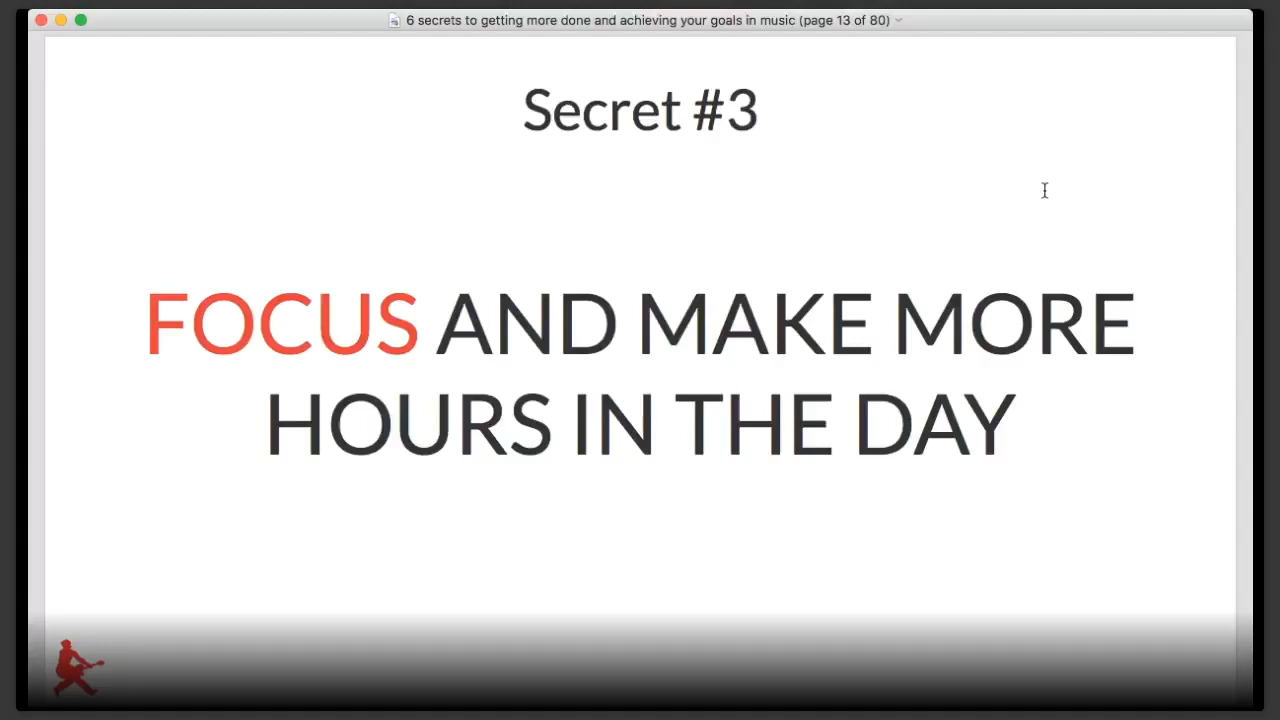 6 secrets to getting more done and achieving your goals in music (page 13 of 80)
Secret #3
FOCUS AND MAKE MORE
HOURS IN THE DAY